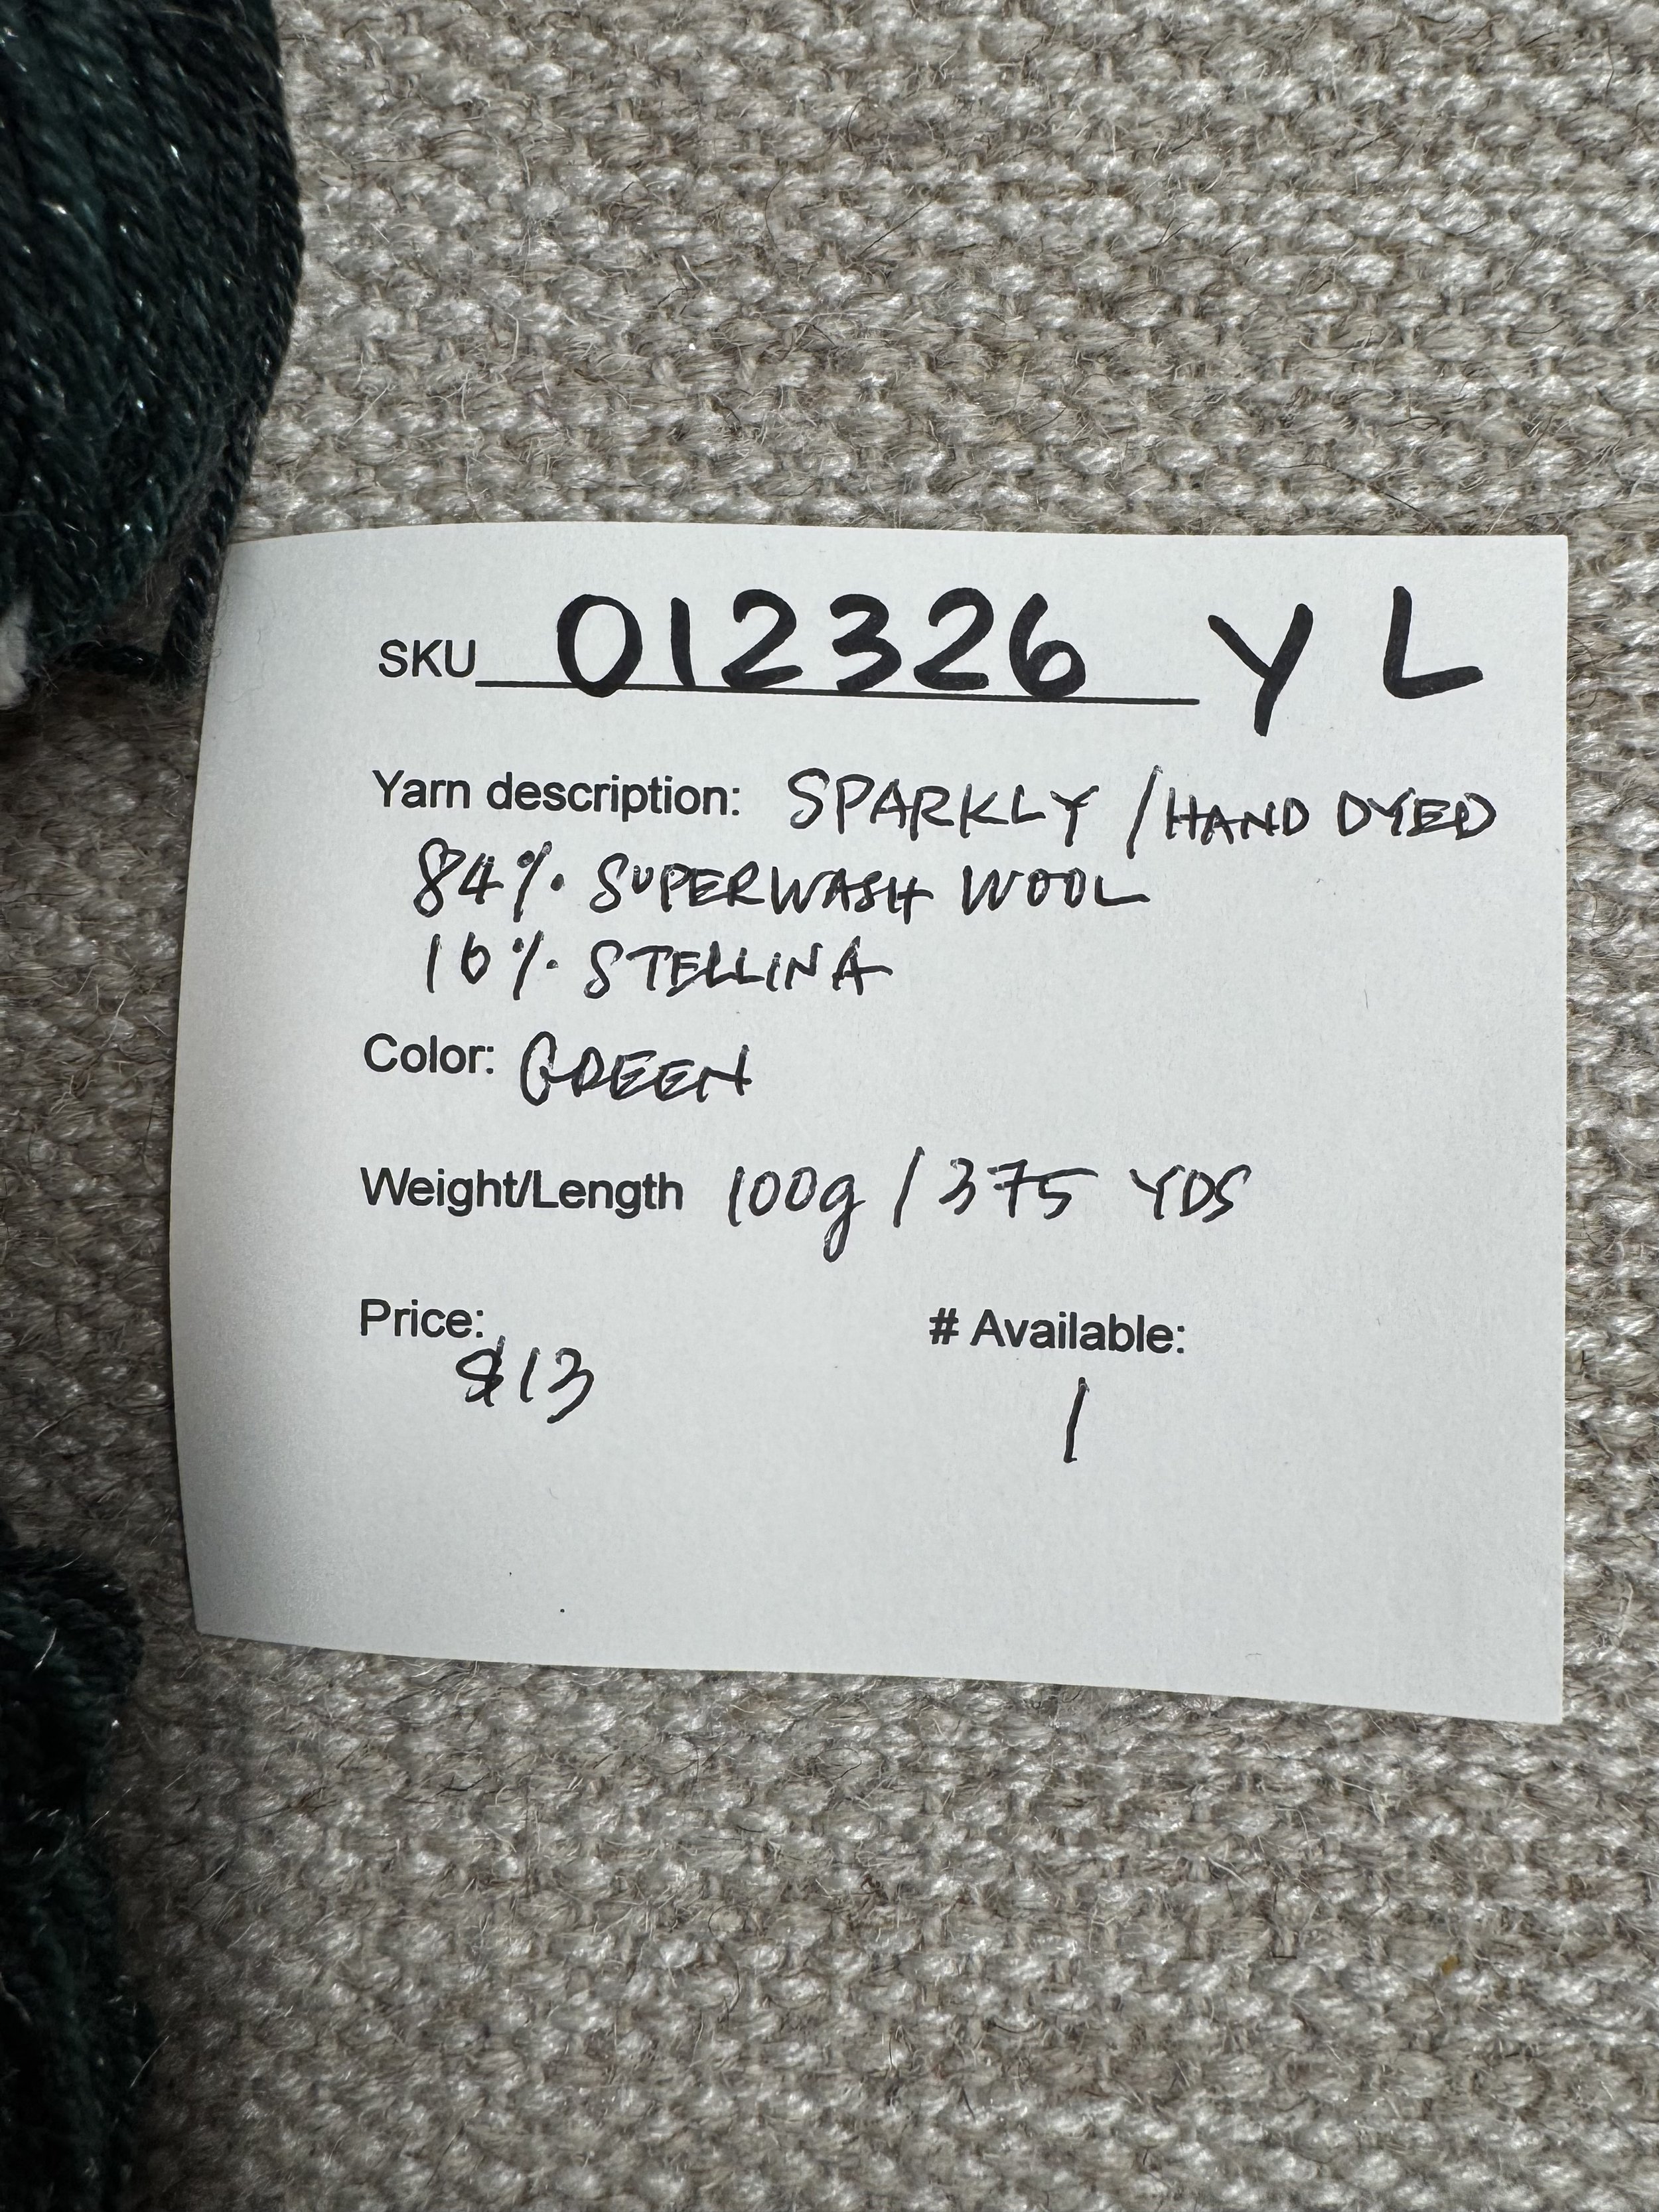 SKU 012326 YL
Yarn description: SPARKLY / HAND DYED
84% SUPERWASH WOOL
16% STELLINA
Color: GREEN
Weight/Length 100g / 375 YDS
Price: # Available:
$13 1